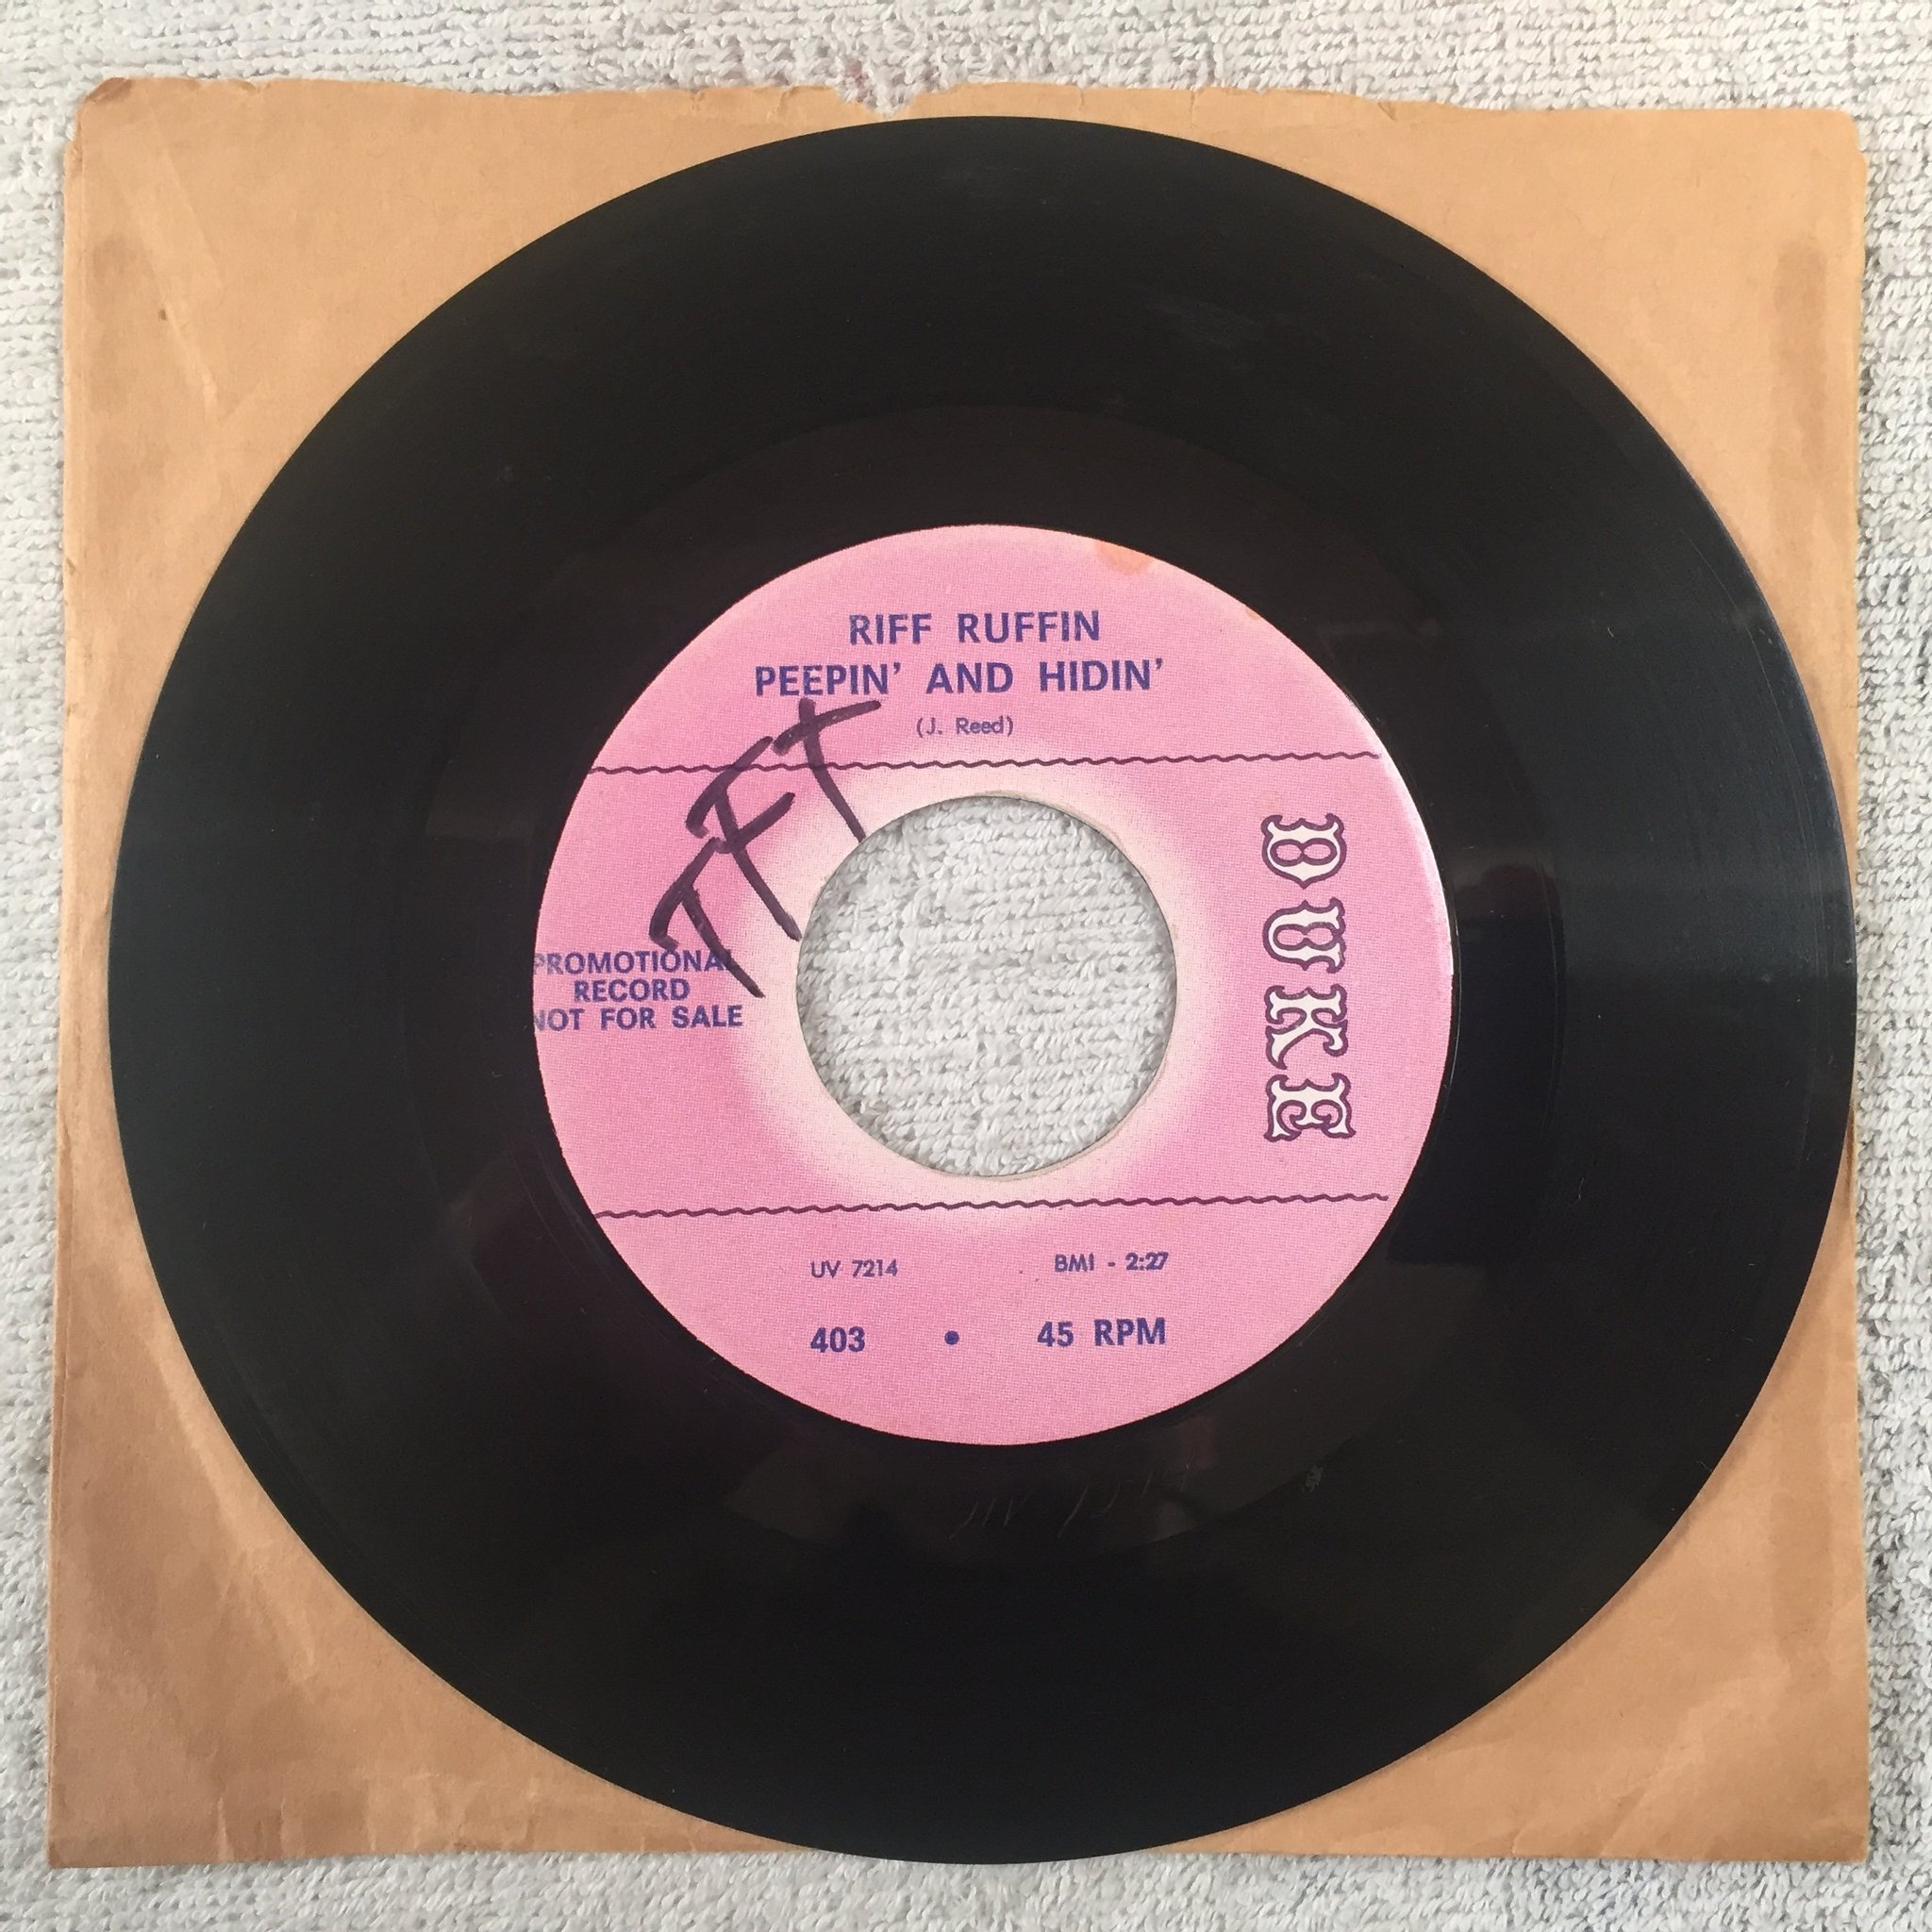 RIFF RUFFIN
PEEPIN' AND HIDIN'
(J. Reed)
TFT
DUKE
PROMOTIONAL
RECORD
NOT FOR SALE
UV 7214 BMI - 2:27
403 • 45 RPM